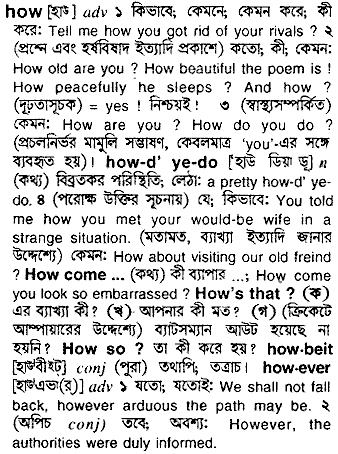 how [হাউ] adv ১ কিভাবে; কেমনে; কেমন করে; কী
করে: Tell me how you got rid of your rivals ? ২
(প্রশ্নে এবং হর্ষবিষাদ ইত্যাদি প্রকাশে) কতো; কী; কেমন:
How old are you ? How beautiful the poem is !
How peacefully he sleeps ? And how ?
(দৃঢ়তাসূচক) = yes ! নিশ্চয়ই ! ৩ (স্বাস্থ্যসম্পর্কিত)
কেমন: How are you ? How do you do ?
(প্রচলনির্ভর মামুলি সম্ভাষণ, কেবলমাত্র 'you'-এর সঙ্গে
ব্যবহৃত হয়)। how-d' ye-do [হাউ ডিয়া ডূ] n
(কথ্য) বিব্রতকর পরিস্থিতি; লেঠা: a pretty how-d' ye-
do. ৪ (পরোক্ষ উক্তির সূচনায়) যে; কিভাবে: You told
me how you met your would-be wife in a
strange situation. (মতামত, ব্যাখ্যা ইত্যাদি জানার
উদ্দেশ্যে) কেমন: How about visiting our old freind
? How come ... (কথ্য) কী ব্যাপার ...; How come
you look so embarrassed ? How's that ? (ক)
এর ব্যাখ্যা কী ? (খ) আপনার কী মত? (গ) (ক্রিকেটে
আম্পায়ারের উদ্দেশ্যে) ব্যাটসম্যান আউট হয়েছে না
হয়নি? How so ? তা কী করে হয়? how-beit
[হাউবীইট্] conj (পুরা) তথাপি; তত্রাচ। how-ever
[হাউএভা(র্)] adv ১ যতো; যতোই: We shall not fall
back, however arduous the path may be. ২
(অপিচ conj) তবে; অবশ্য: However, the
authorities were duly informed.